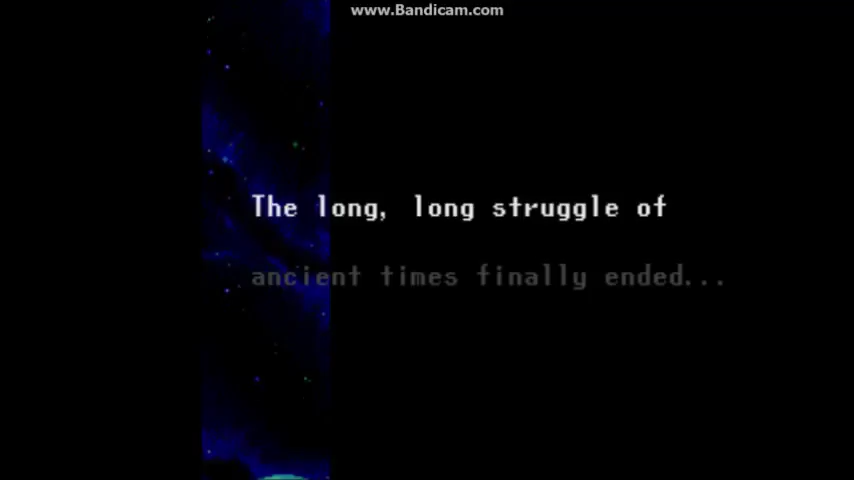 www.Bandicam.com
The long, long struggle of
ancient times finally ended...